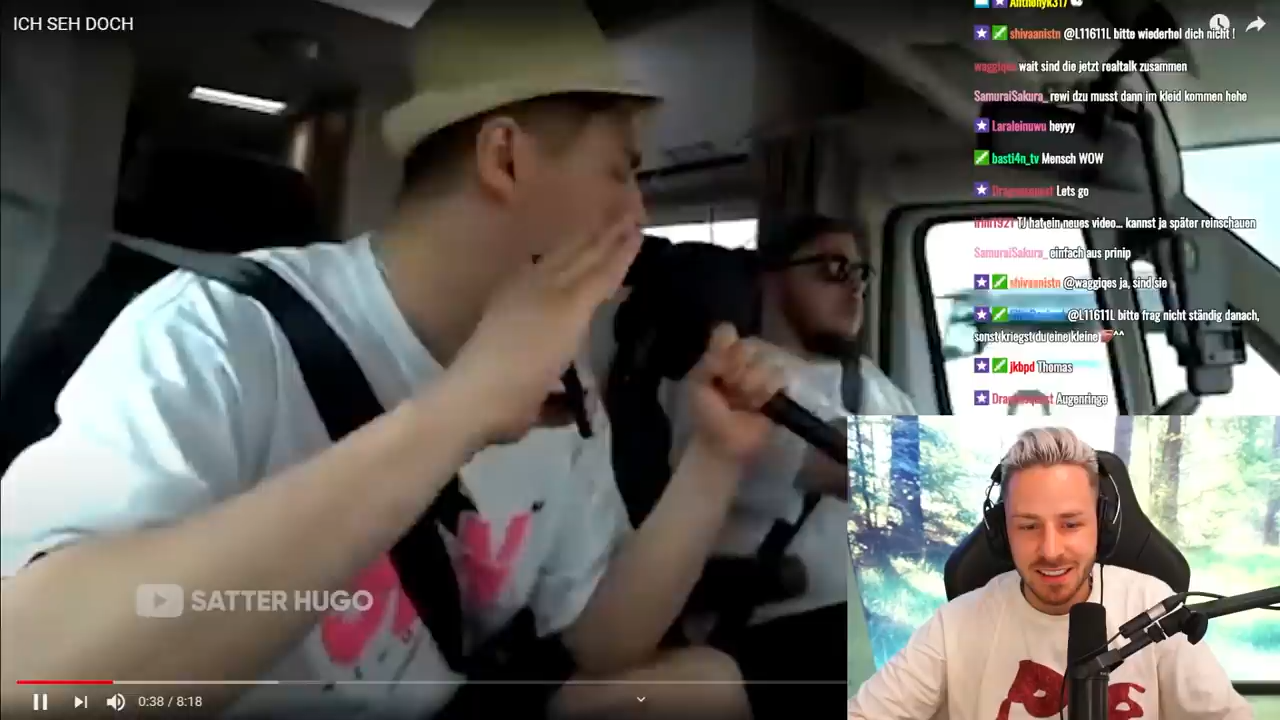 ICH SEH DOCH
Anthonyk317
shivaanistn @L11611L bitte wiederhol dich nicht !
waggiqes wait sind die jetzt realtalk zusammen
SamuraiSakura_ rewi dzu musst dann im kleid kommen hehe
Laraleinuwu heyyy
basti4n_tv Mensch WOW
Lets go
irini1921 TJ hat ein neues video... kannst ja später reinschauen
SamuraiSakura_ einfach aus prinip
shivaanistn @waggiqes ja, sind sie
@L11611L bitte frag nicht ständig danach,
sonst kriegst du eine kleine ^^
jkbpd Thomas
Augenringe
SATTER HUGO
0:38 / 8:18